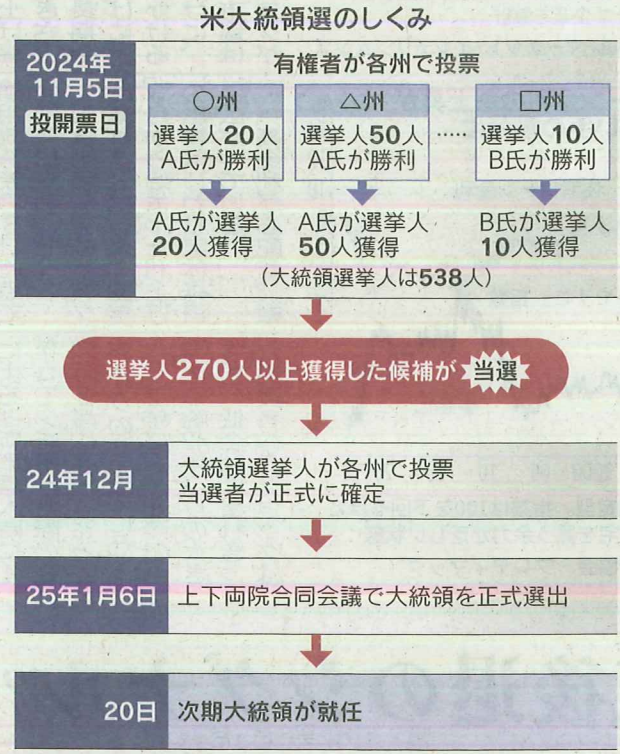 米大統領選のしくみ
2024年
11月5日
投開票日
有権者が各州で投票
○州
選挙人20人
A氏が勝利
△州
選挙人50人
A氏が勝利
‥‥‥
□州
選挙人10人
B氏が勝利
A氏が選挙人
20人獲得
A氏が選挙人
50人獲得
B氏が選挙人
10人獲得
(大統領選挙人は538人)
選挙人270人以上獲得した候補が 当選
24年12月
大統領選挙人が各州で投票
当選者が正式に確定
25年1月6日
上下両院合同会議で大統領を正式選出
20日
次期大統領が就任